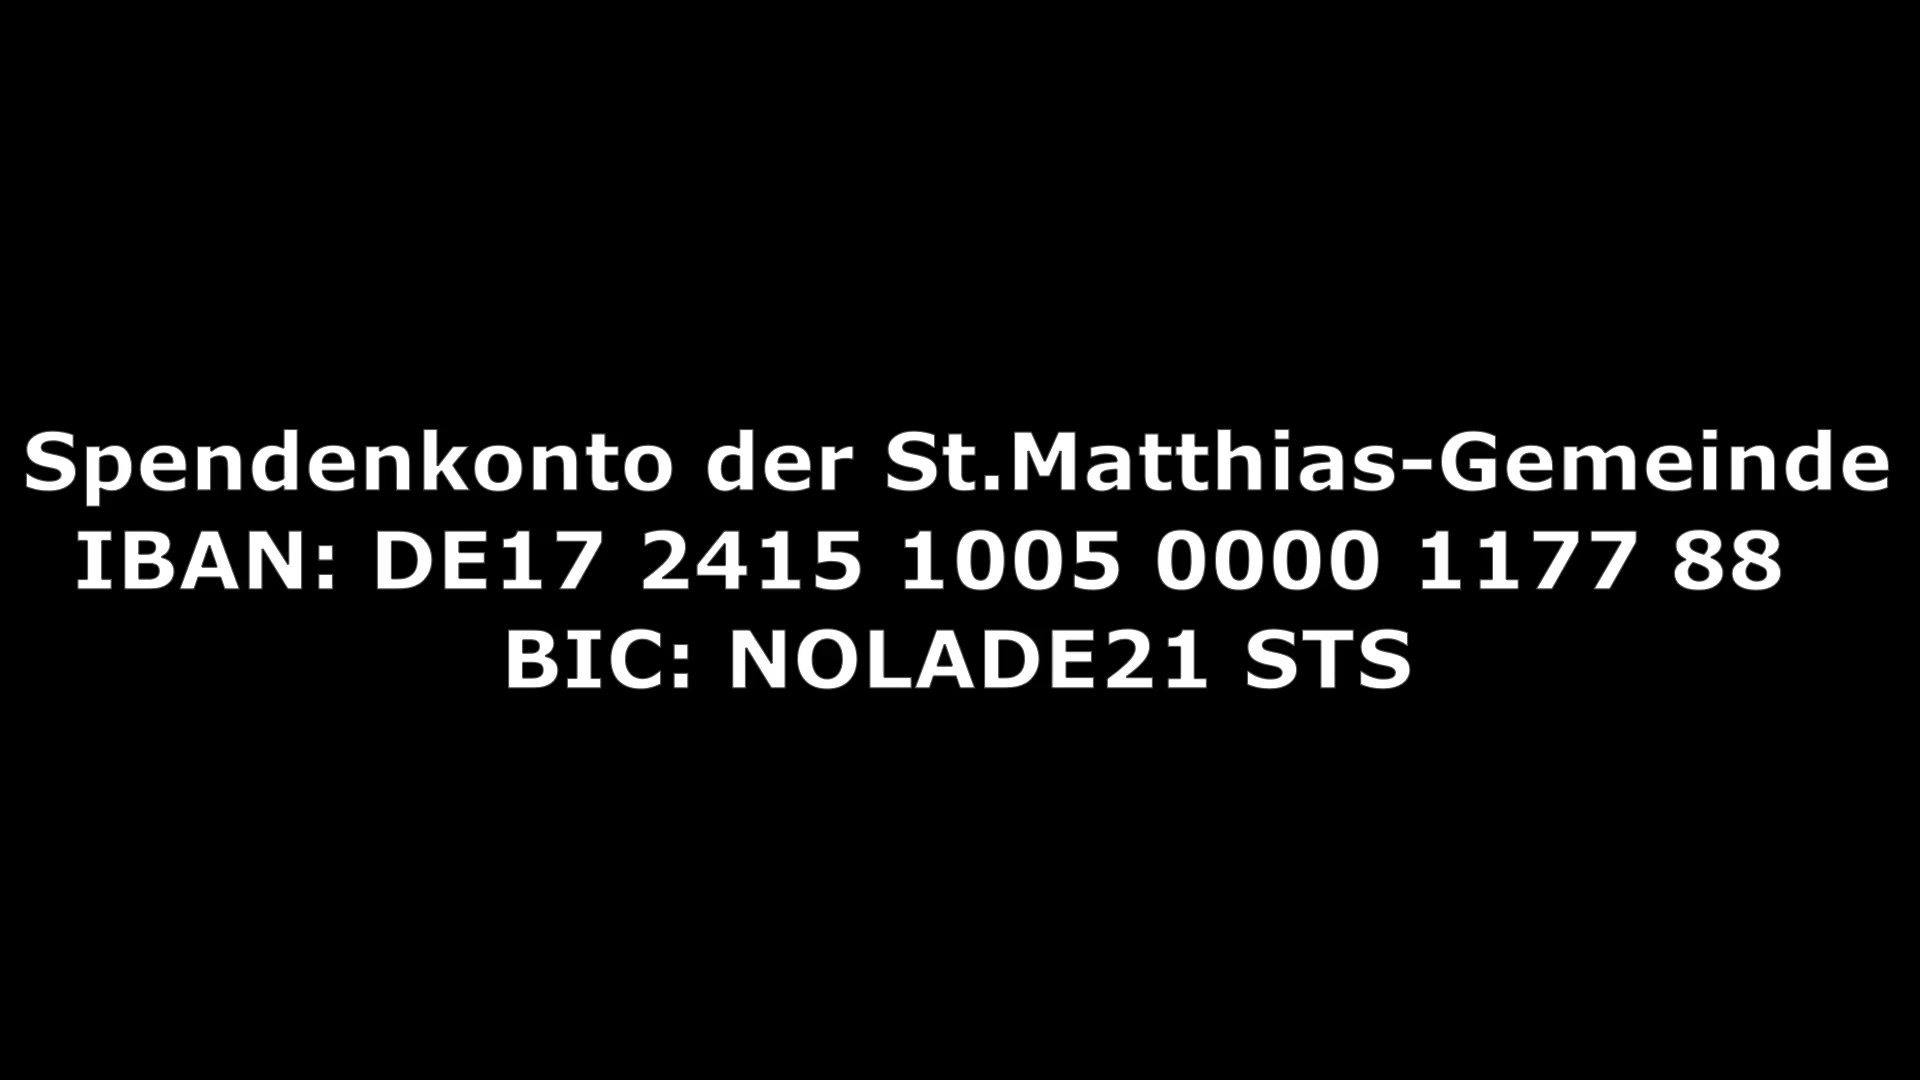 Spendenkonto der St.Matthias-Gemeinde
IBAN: DE17 2415 1005 0000 1177 88
BIC: NOLADE21 STS